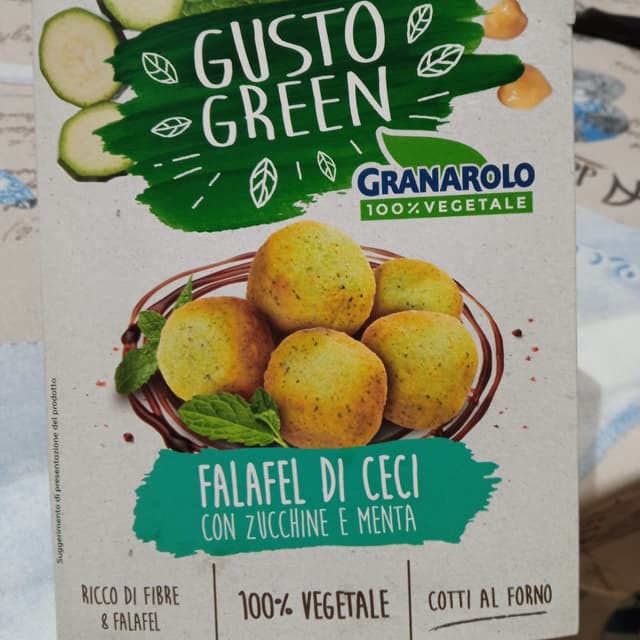 GUSTO
GREEN
GRANAROLO
100% VEGETALE
Suggerimento di presentazione del prodotto
FALAFEL DI CECI
CON ZUCCHINE E MENTA
RICCO DI FIBRE
& FALAFEL
100% VEGETALE
COTTI AL FORNO